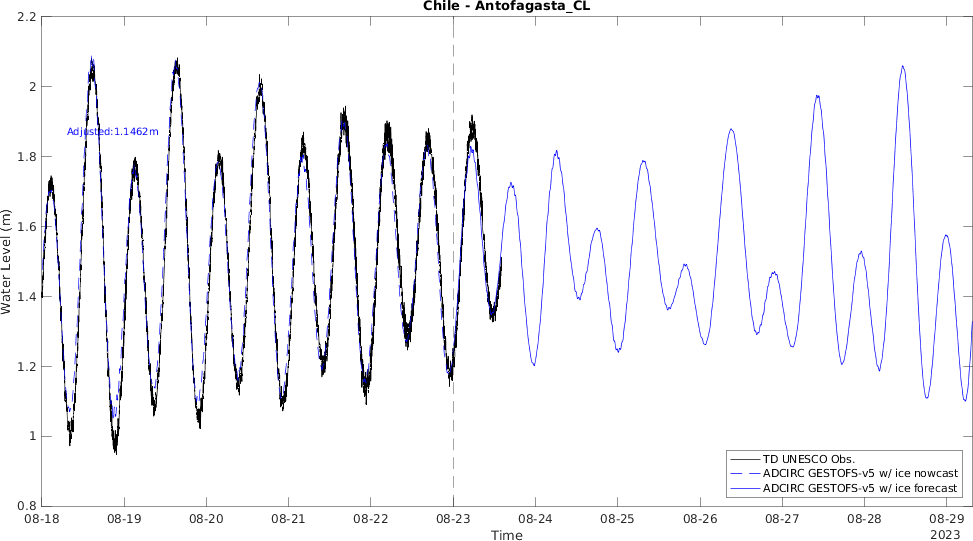 Chile - Antofagasta_CL
2.2
2
1.8
1.6
1.4
1.2
1
0.8
Water Level (m)
Adjusted:1.1462m
TD UNESCO Obs.
ADCIRC GESTOFS-v5 w/ ice nowcast
ADCIRC GESTOFS-v5 w/ ice forecast
08-18 08-19 08-20 08-21 08-22 08-23 08-24 08-25 08-26 08-27 08-28 08-29
Time
2023